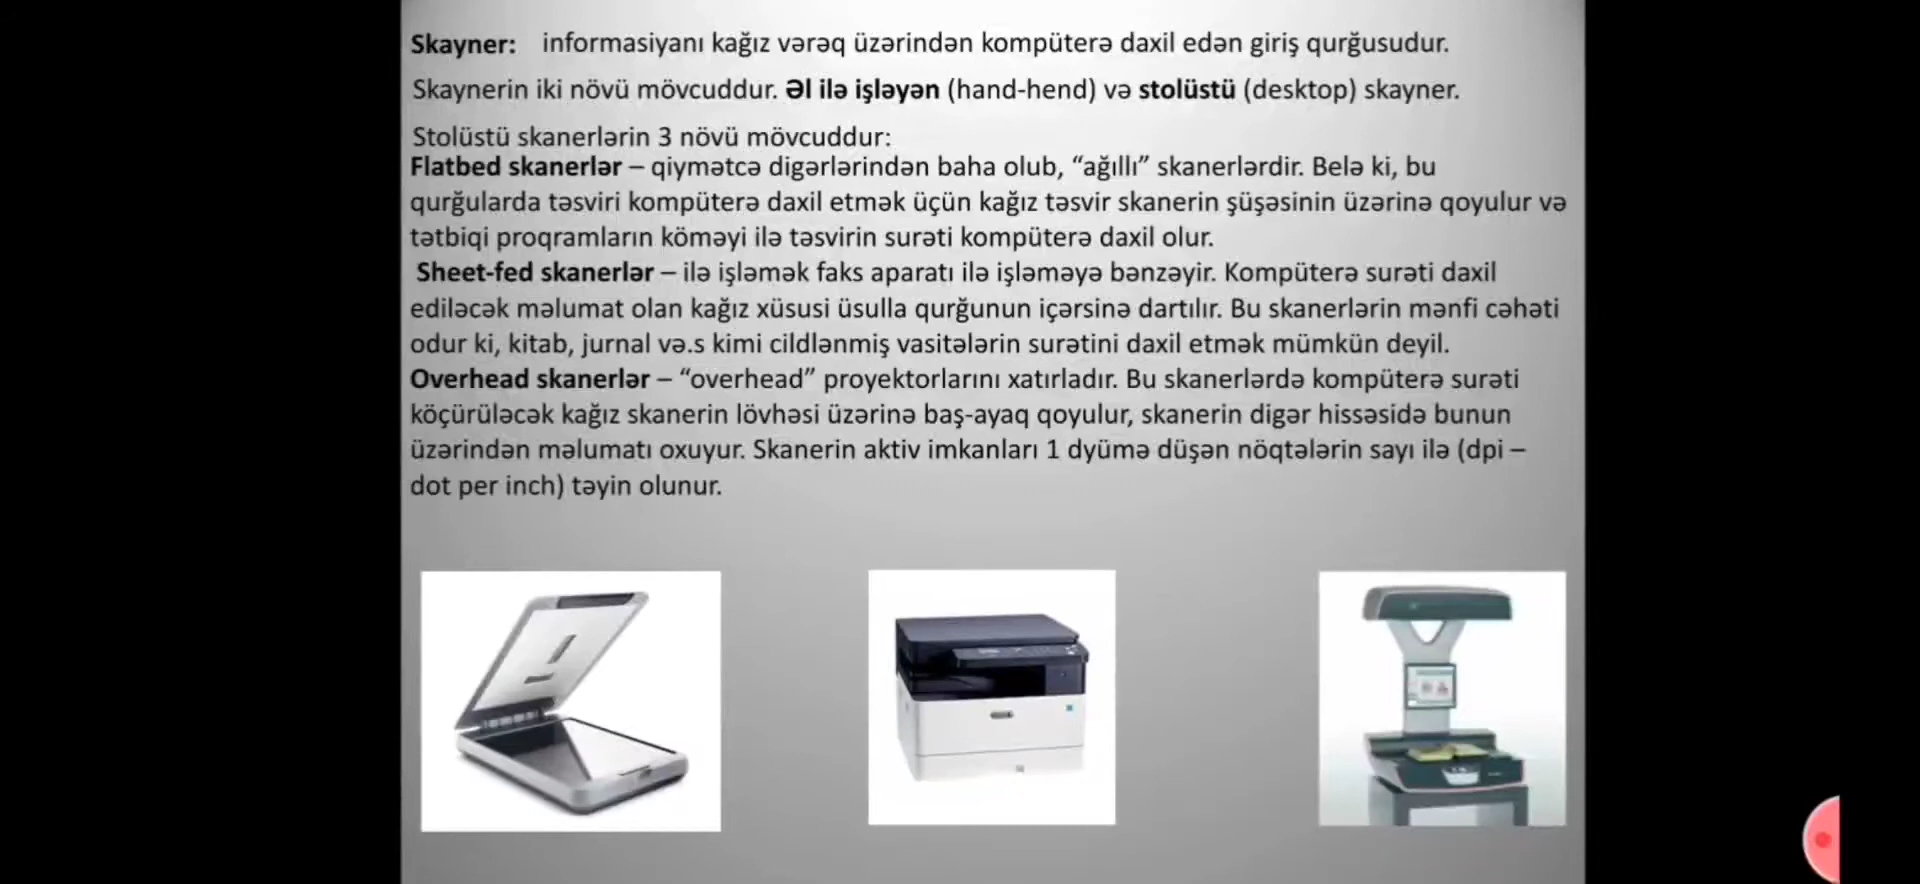 Skayner: informasiyanı kağız vərəq üzərindən kompüterə daxil edən giriş qurğusudur.
Skaynerin iki növü mövcuddur. Əl ilə işləyən (hand-hend) və stolüstü (desktop) skayner.
Stolüstü skanerlərin 3 növü mövcuddur:
Flatbed skanerlər – qiymətcə digərlərindən baha olub, “ağıllı” skanerlərdir. Belə ki, bu
qurğularda təsviri kompüterə daxil etmək üçün kağız təsvir skanerin şüşəsinin üzərinə qoyulur və
tətbiqi proqramların köməyi ilə təsvirin surəti kompüterə daxil olur.
Sheet-fed skanerlər – ilə işləmək faks aparatı ilə işləməyə bənzəyir. Kompüterə surəti daxil
ediləcək məlumat olan kağız xüsusi üsulla qurğunun içərsinə dartılır. Bu skanerlərin mənfi cəhəti
odur ki, kitab, jurnal və.s kimi cildlənmiş vasitələrin surətini daxil etmək mümkün deyil.
Overhead skanerlər – “overhead” proyektorlarını xatırladır. Bu skanerlərdə kompüterə surəti
köçürüləcək kağız skanerin lövhəsi üzərinə baş-ayaq qoyulur, skanerin digər hissəsidə bunun
üzərindən məlumatı oxuyur. Skanerin aktiv imkanları 1 dyümə düşən nöqtələrin sayı ilə (dpi –
dot per inch) təyin olunur.